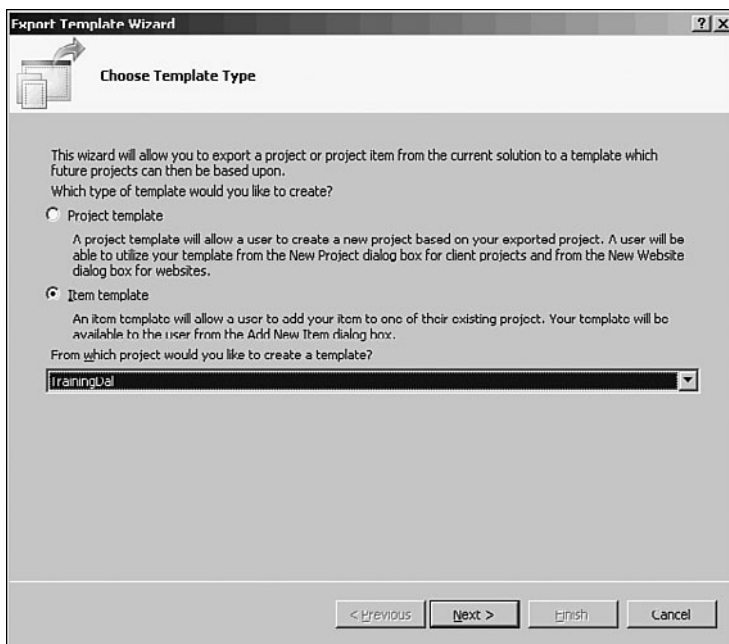 Export Template Wizard
Choose Template Type
This wizard will allow you to export a project or project item from the current solution to a template which
future projects can then be based upon.
Which type of template would you like to create?
Project template
A project template will allow a user to create a new project based on your exported project. A user will be
able to utilize your template from the New Project dialog box for client projects and from the New Website
dialog box for websites.
Item template
An item template will allow a user to add your item to one of their existing project. Your template will be
available to the user from the Add New Item dialog box.
From which project would you like to create a template?
TrainingDal
< Previous
Next >
Finish
Cancel